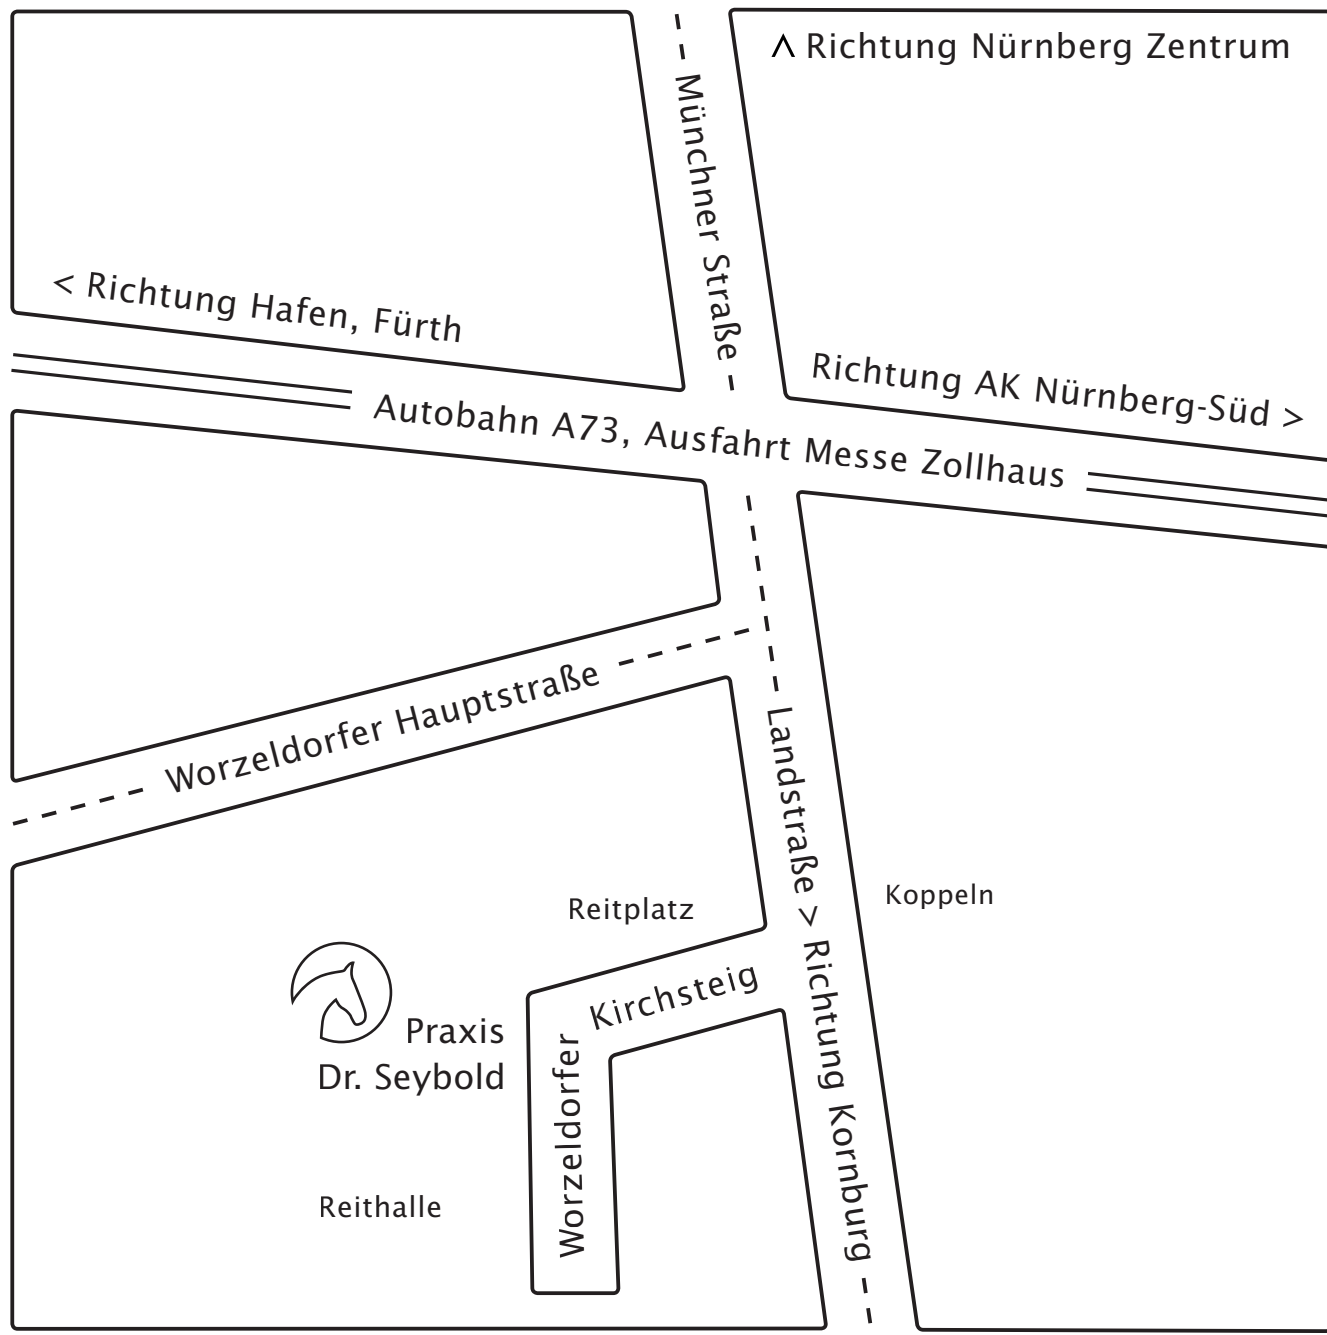 Λ Richtung Nürnberg Zentrum
Münchner Straße
< Richtung Hafen, Fürth
Richtung AK Nürnberg-Süd >
Autobahn A73, Ausfahrt Messe Zollhaus
Worzeldorfer Hauptstraße
Landstraße > Richtung Kornburg
Koppeln
Reitplatz
Worzeldorfer Kirchsteig
Praxis
Dr. Seybold
Reithalle